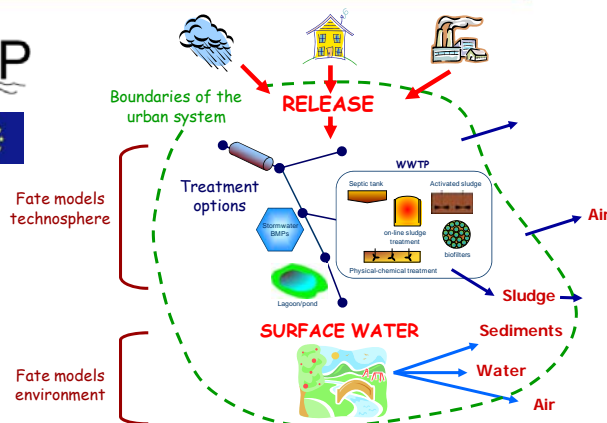 P
Boundaries of the
urban system
RELEASE
Fate models
technosphere
Treatment
options
WWTP
Septic tank
Activated sludge
on-line sludge
treatment
biofilters
Physical-chemical treatment
Stormwater
BMPs
Lagoon/pond
Air
Sludge
SURFACE WATER
Sediments
Water
Air
Fate models
environment